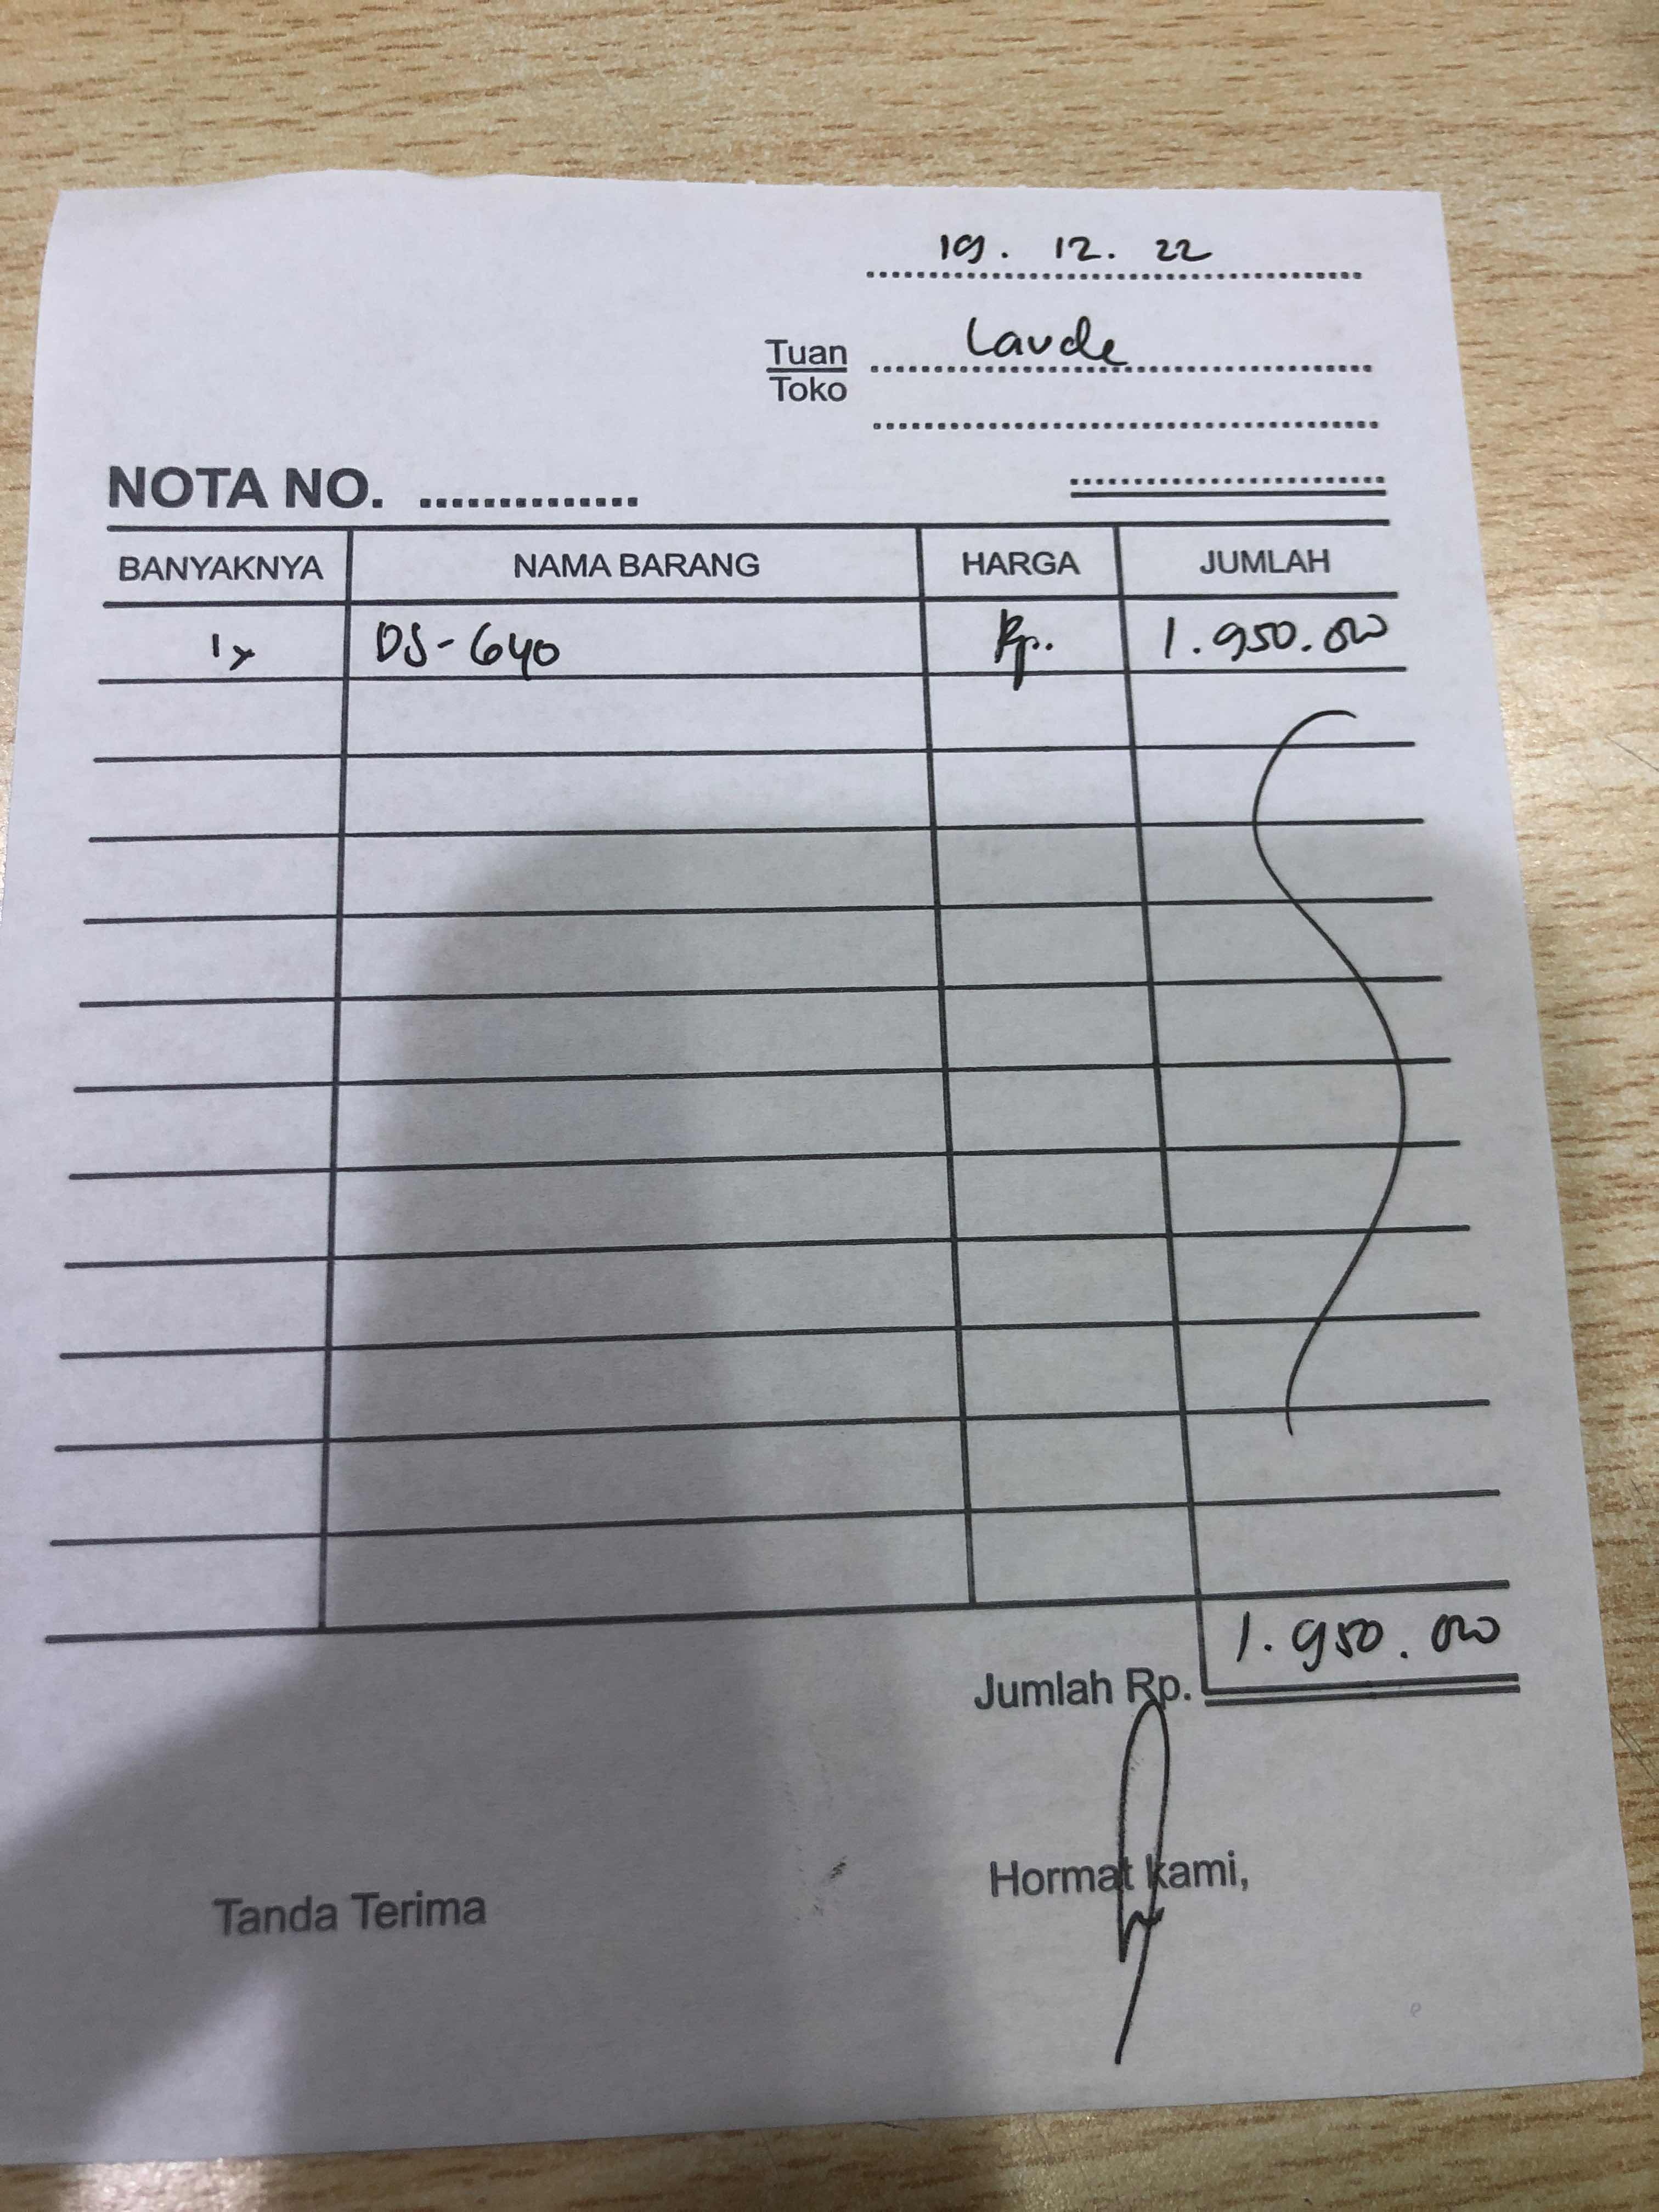 19. 12. 22
Tuan Laude
Toko
NOTA NO. ..............
BANYAKNYA NAMA BARANG HARGA JUMLAH
1x DS-640 Rp. 1.950.000
Jumlah Rp. 1.950.000
Tanda Terima Hormat kami,